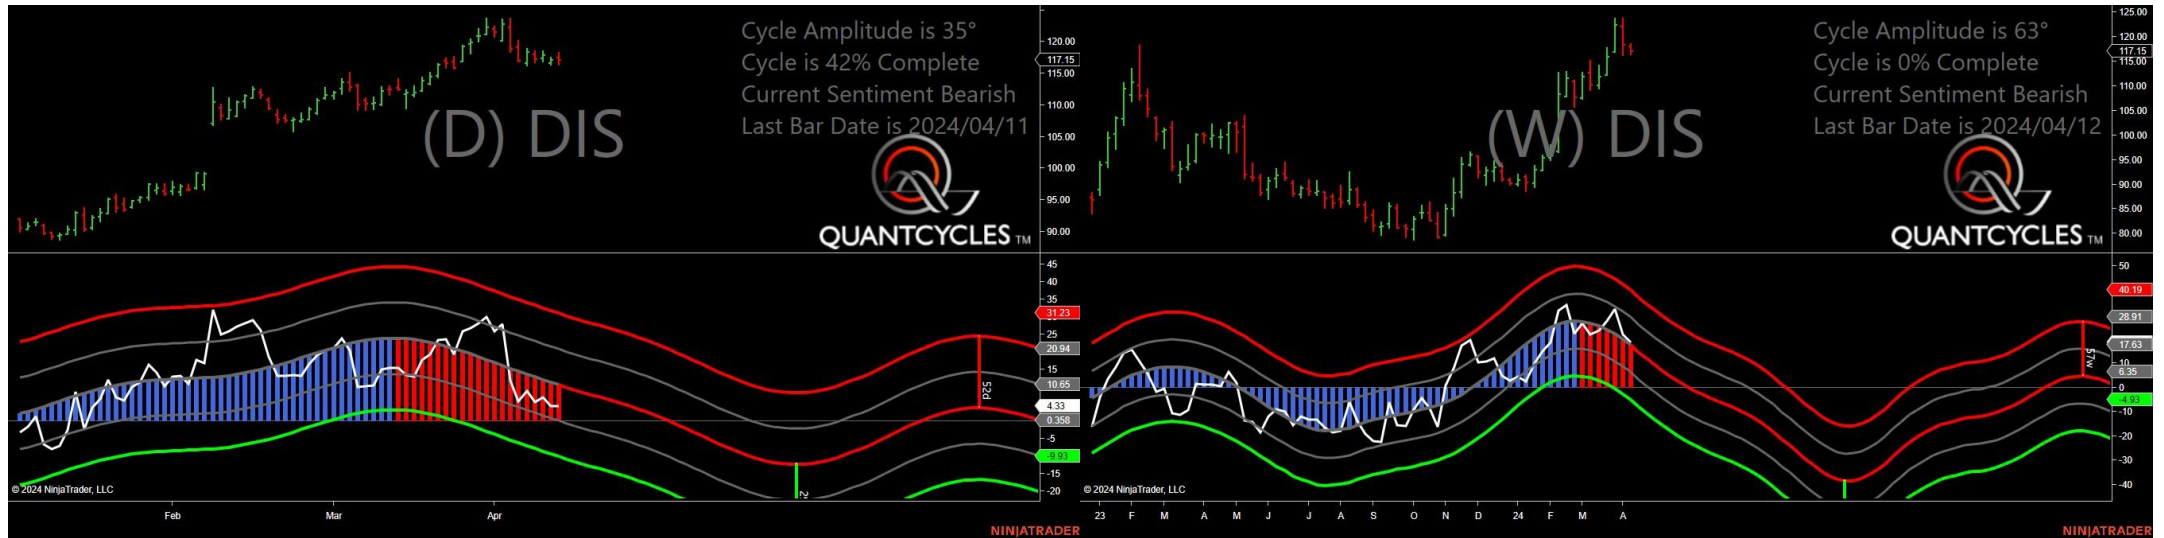 Cycle Amplitude is 35°
Cycle is 42% Complete
Current Sentiment Bearish
Last Bar Date is 2024/04/11
(D) DIS
QUANTCYCLES TM
120.00
117.15
115.00
110.00
105.00
100.00
95.00
90.00
45
40
35
31.23
25
20.94
15
10.65
4.33
0.358
-5
-9.93
-15
-20
52d
© 2024 NinjaTrader, LLC
Feb Mar Apr
NINJATRADER
Cycle Amplitude is 63°
Cycle is 0% Complete
Current Sentiment Bearish
Last Bar Date is 2024/04/12
(W) DIS
QUANTCYCLES TM
125.00
120.00
117.15
115.00
110.00
105.00
100.00
95.00
90.00
85.00
80.00
50
40.19
28.91
17.63
10
6.35
0
-4.93
-10
-20
-30
-40
57w
© 2024 NinjaTrader, LLC
23 F M A M J J A S O N D 24 F M A
NINJATRADER